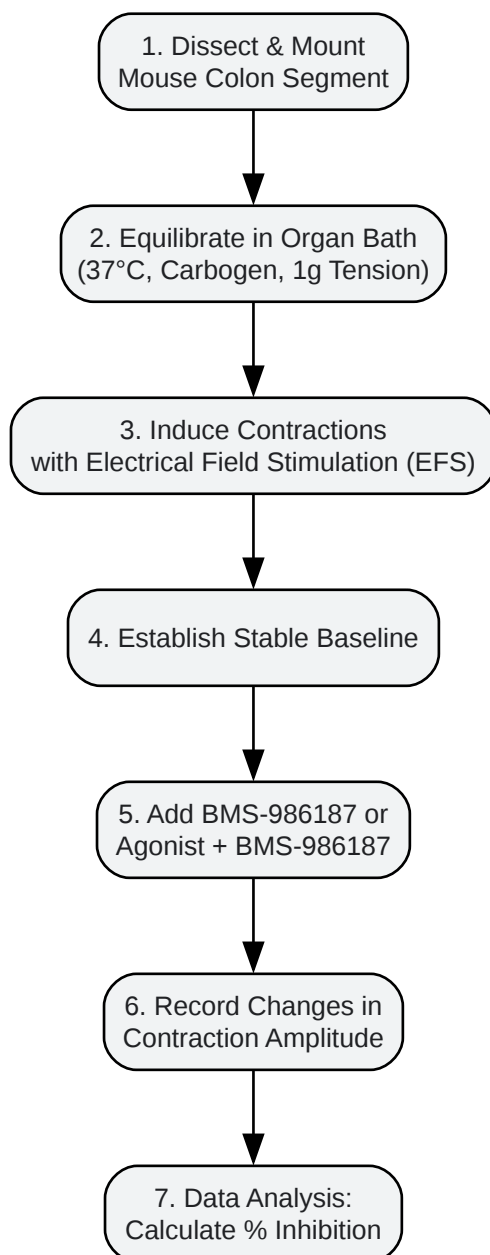 1. Dissect & Mount
Mouse Colon Segment
2. Equilibrate in Organ Bath
(37°C, Carbogen, 1g Tension)
3. Induce Contractions
with Electrical Field Stimulation (EFS)
4. Establish Stable Baseline
5. Add BMS-986187 or
Agonist + BMS-986187
6. Record Changes in
Contraction Amplitude
7. Data Analysis:
Calculate % Inhibition